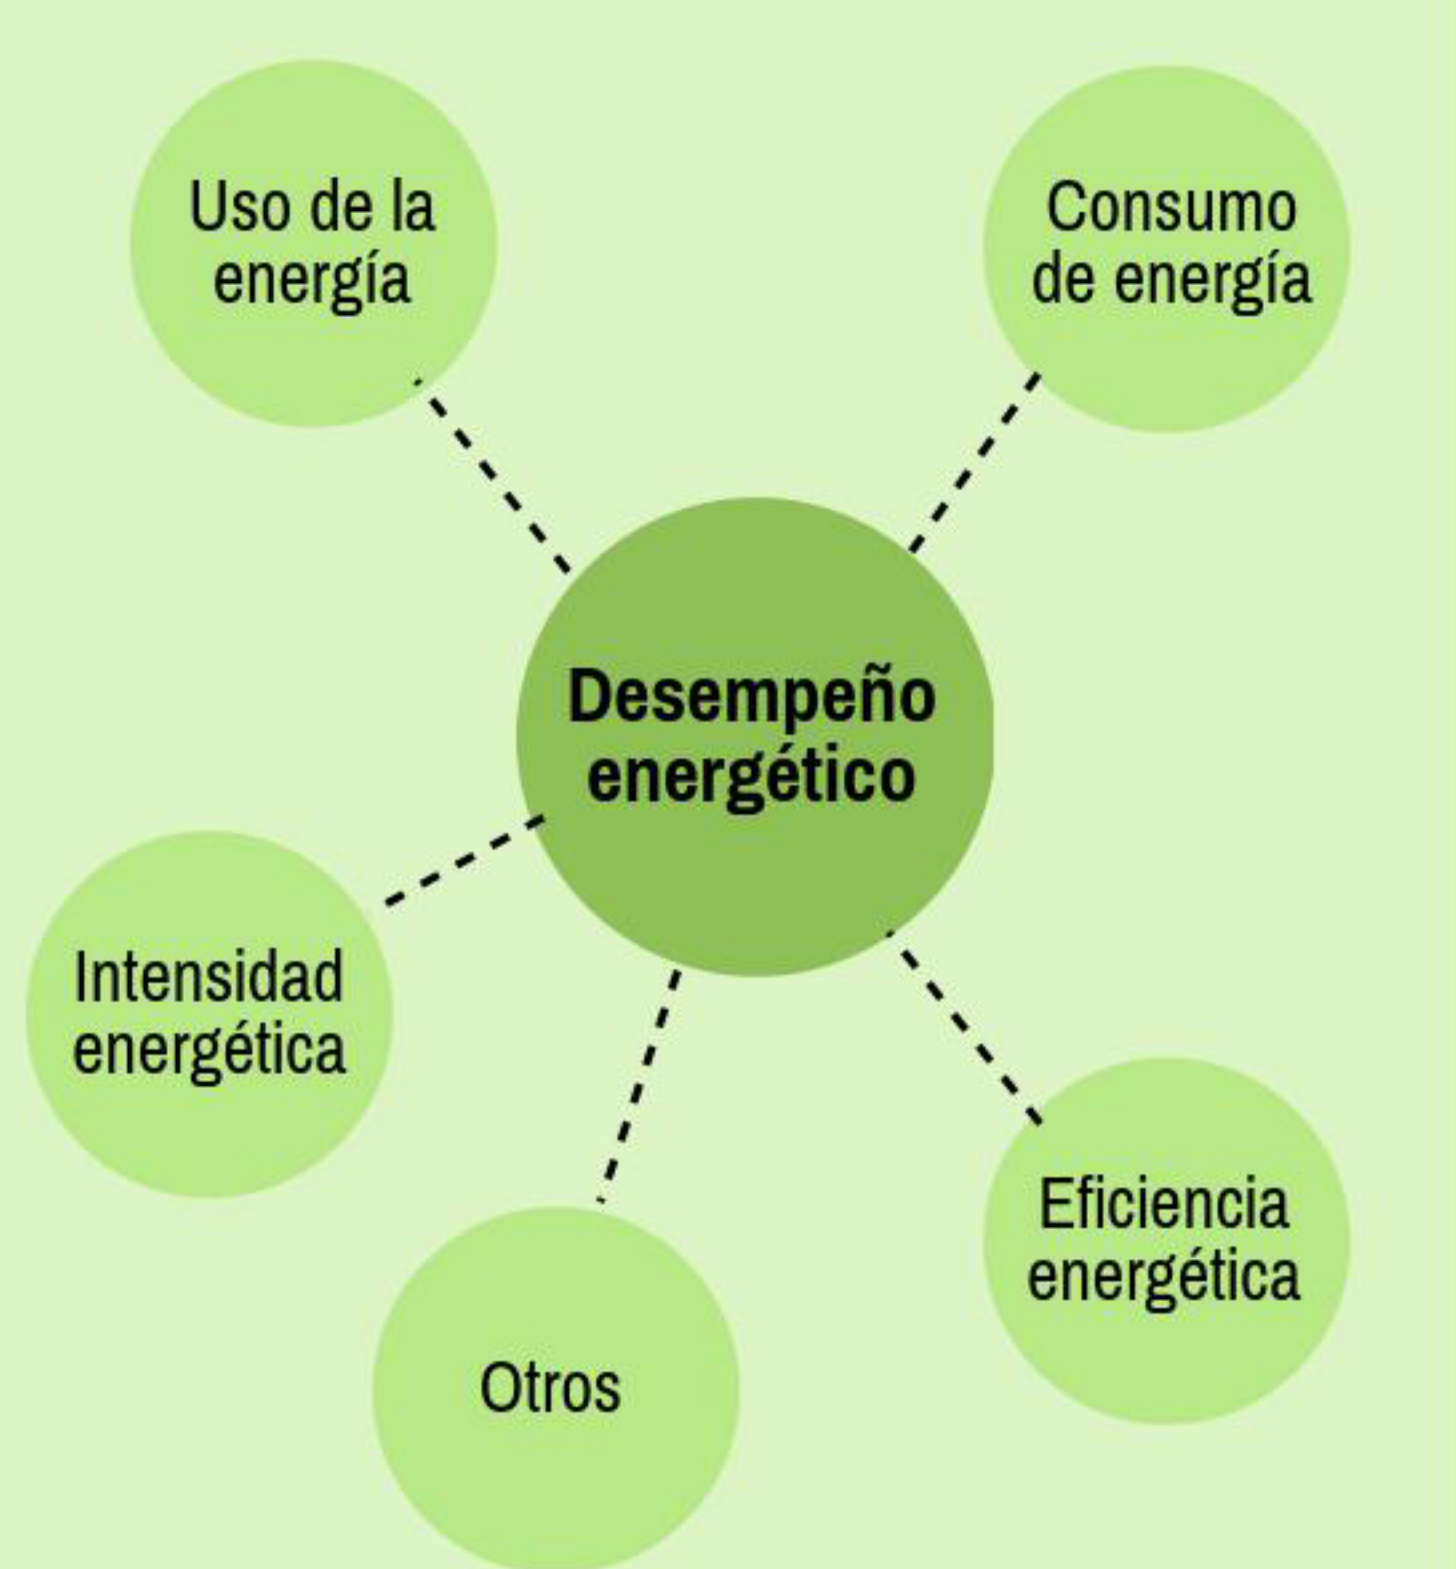 Uso de la
energía
Consumo
de energía
Desempeño
energético
Intensidad
energética
Eficiencia
energética
Otros